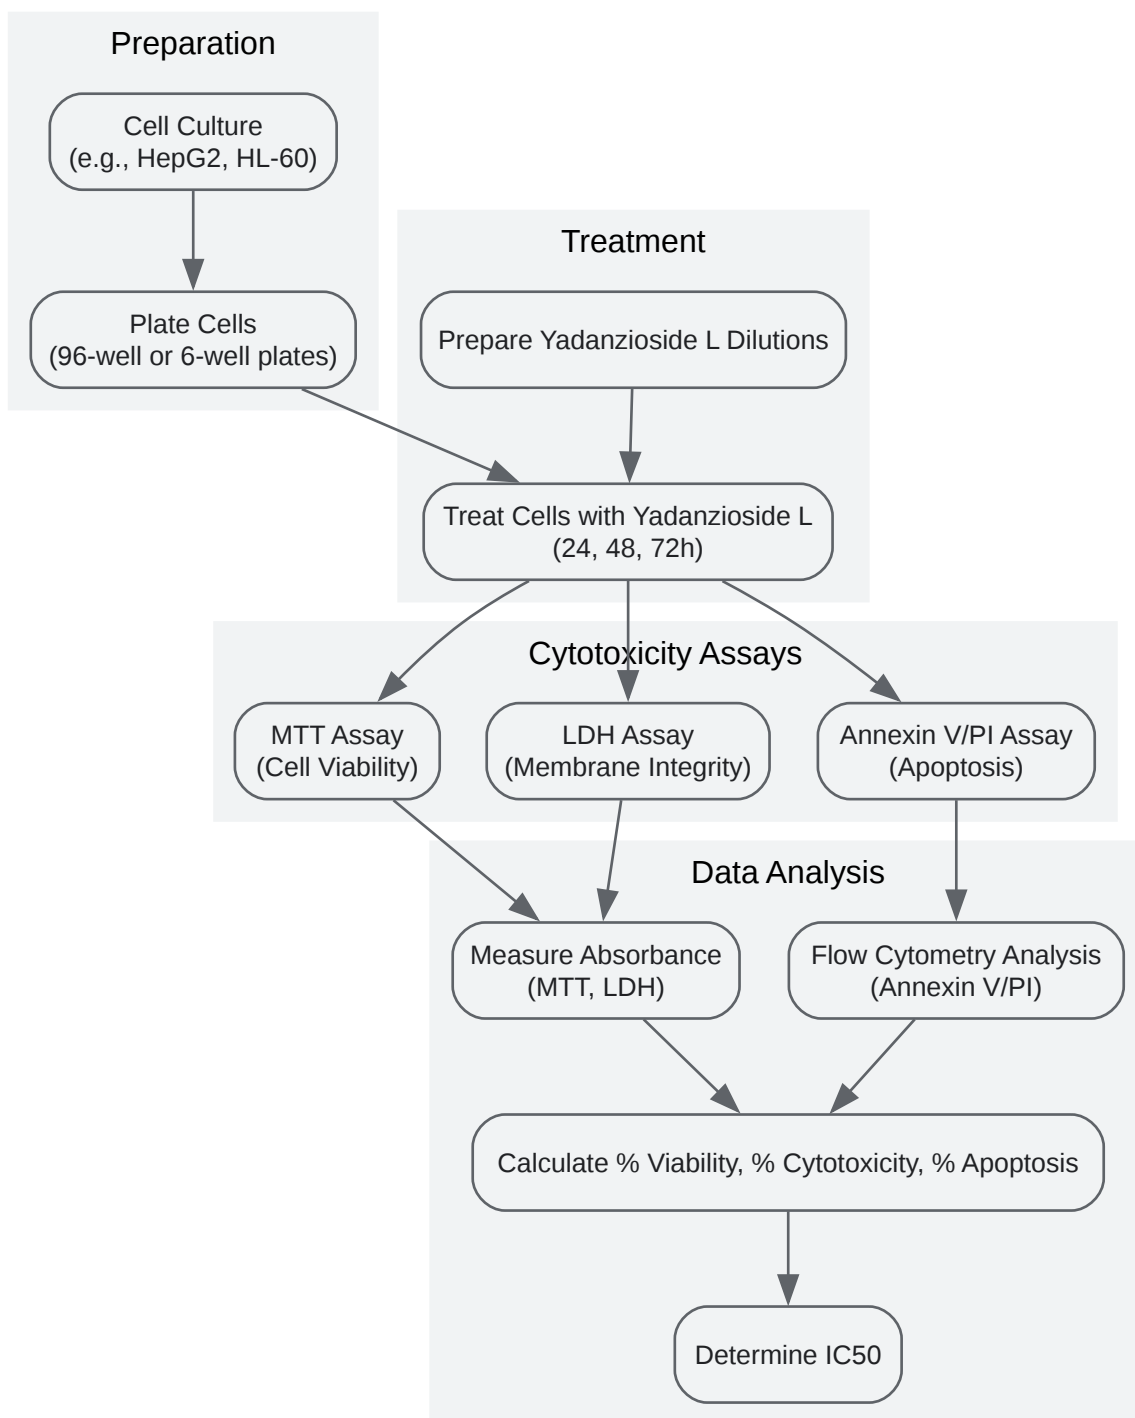 Preparation
Cell Culture
(e.g., HepG2, HL-60)
Plate Cells
(96-well or 6-well plates)
Treatment
Prepare Yadanzioside L Dilutions
Treat Cells with Yadanzioside L
(24, 48, 72h)
Cytotoxicity Assays
MTT Assay
(Cell Viability)
LDH Assay
(Membrane Integrity)
Annexin V/PI Assay
(Apoptosis)
Data Analysis
Measure Absorbance
(MTT, LDH)
Flow Cytometry Analysis
(Annexin V/PI)
Calculate % Viability, % Cytotoxicity, % Apoptosis
Determine IC50